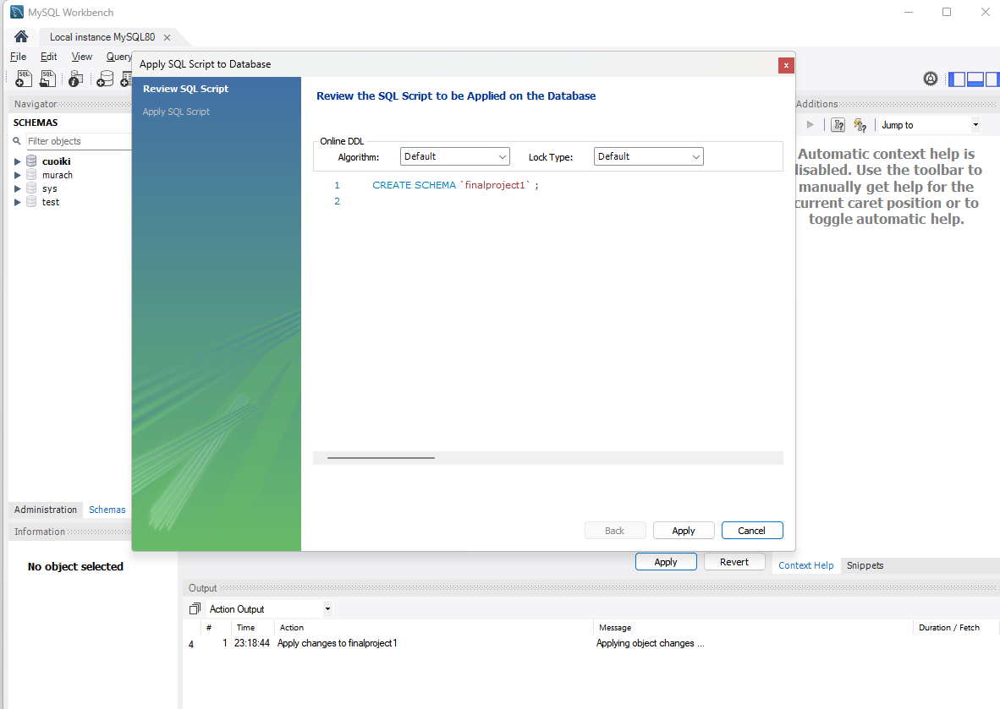 MySQL Workbench
Local instance MySQL80
File Edit View Query
Apply SQL Script to Database
Review SQL Script
Apply SQL Script
Review the SQL Script to be Applied on the Database
Online DDL
Algorithm: Default Lock Type: Default
1 CREATE SCHEMA `finalproject1` ;
2
Back Apply Cancel
Navigator
SCHEMAS
Filter objects
cuoiki
murach
sys
test
Administration Schemas
Information
No object selected
Additions
Jump to
Automatic context help is
disabled. Use the toolbar to
manually get help for the
current caret position or to
toggle automatic help.
Apply Revert
Context Help Snippets
Output
Action Output
# Time Action Message Duration / Fetch
4 1 23:18:44 Apply changes to finalproject1 Applying object changes ...